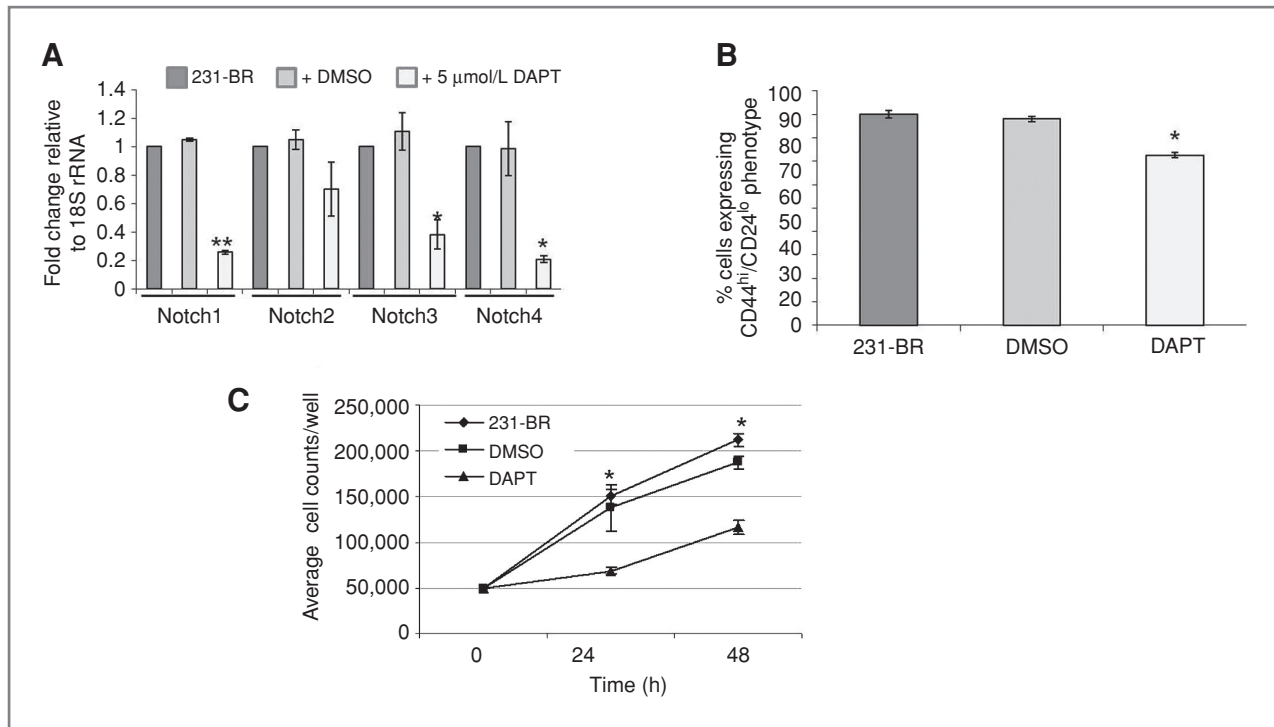 A
231-BR + DMSO + 5 μmol/L DAPT
Fold change relative
to 18S rRNA
1.4
1.2
1
0.8
0.6
0.4
0.2
0
** * *
Notch1 Notch2 Notch3 Notch4
B
% cells expressing
CD44hi/CD24lo phenotype
100
90
80
70
60
50
40
30
20
0
*
231-BR DMSO DAPT
C
Average cell counts/well
250,000
200,000
150,000
100,000
50,000
0
231-BR
DMSO
DAPT
* *
0 24 48
Time (h)